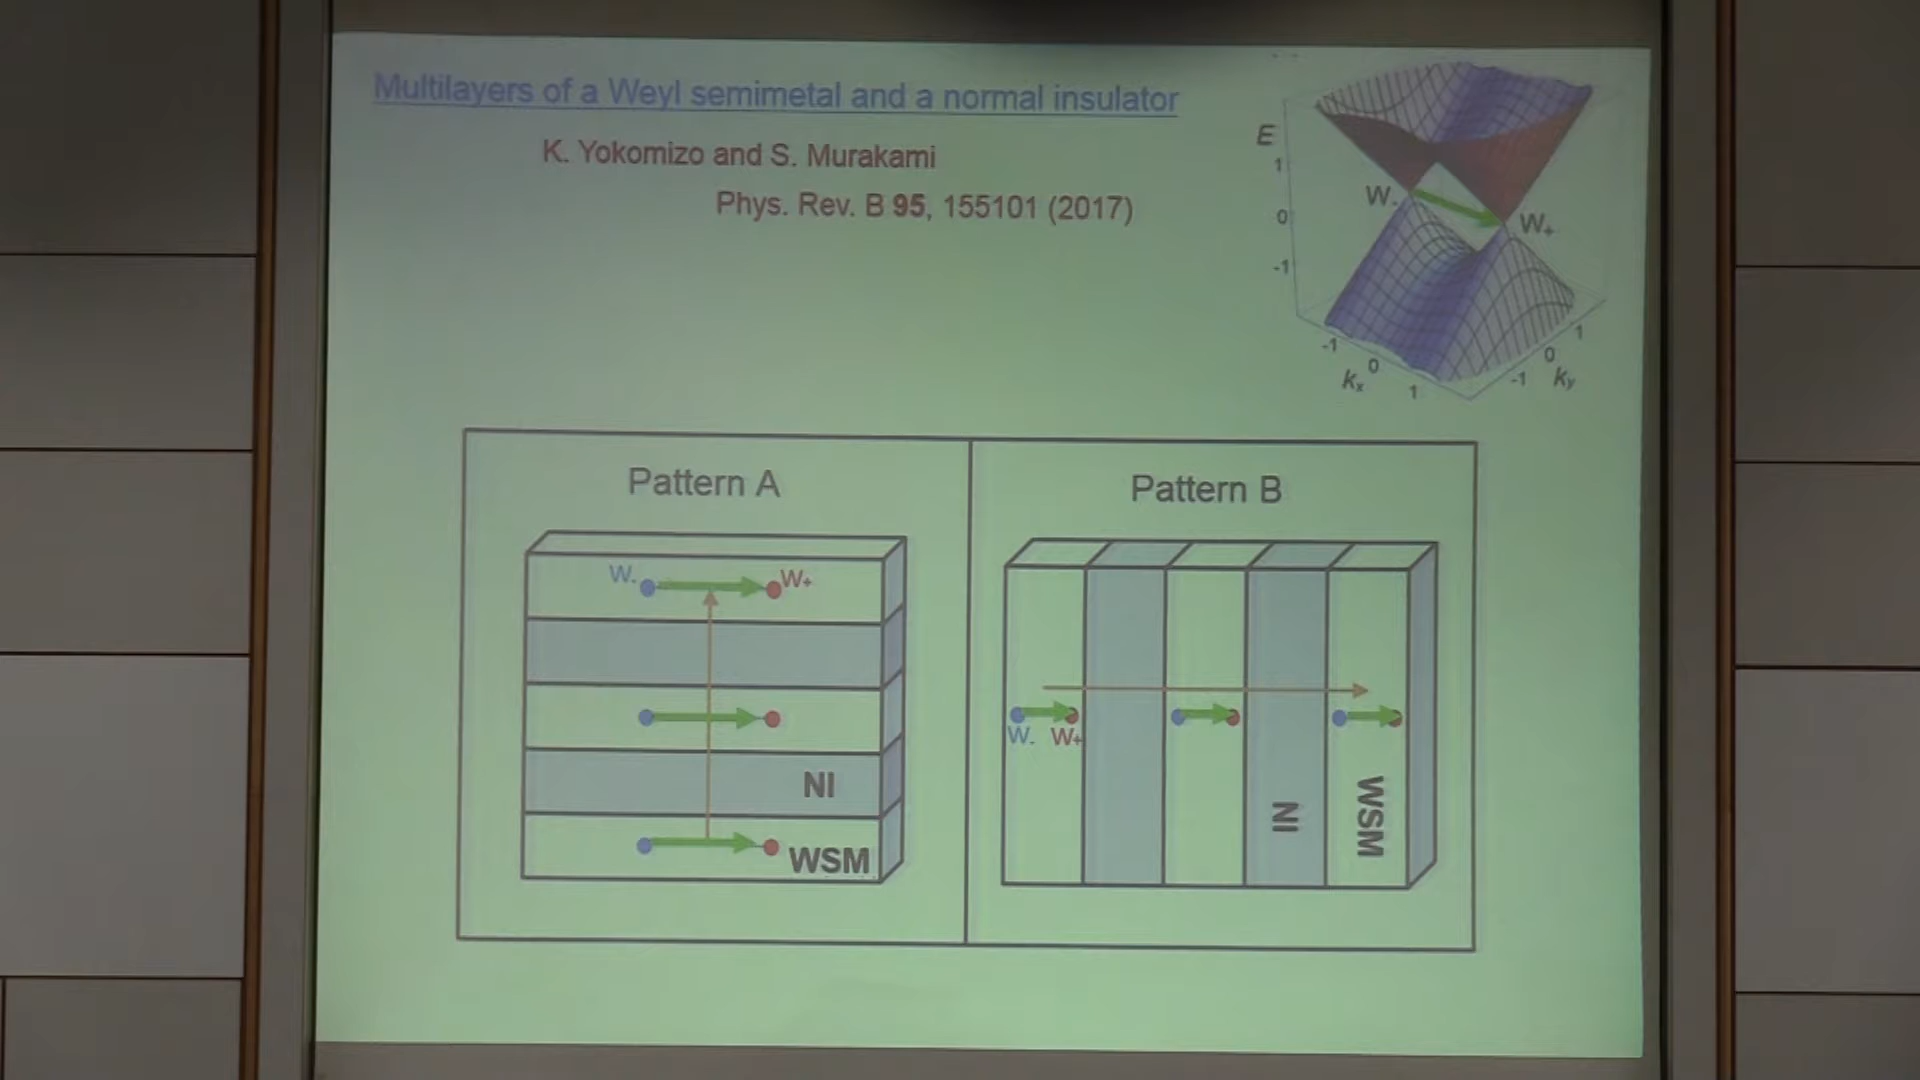 Multilayers of a Weyl semimetal and a normal insulator
K. Yokomizo and S. Murakami
Phys. Rev. B 95, 155101 (2017)
E
1
0
-1
W-
W+
-1
0
1
kx
-1
0
1
ky
Pattern A
W-
W+
NI
WSM
Pattern B
W-
W+
NI
WSM